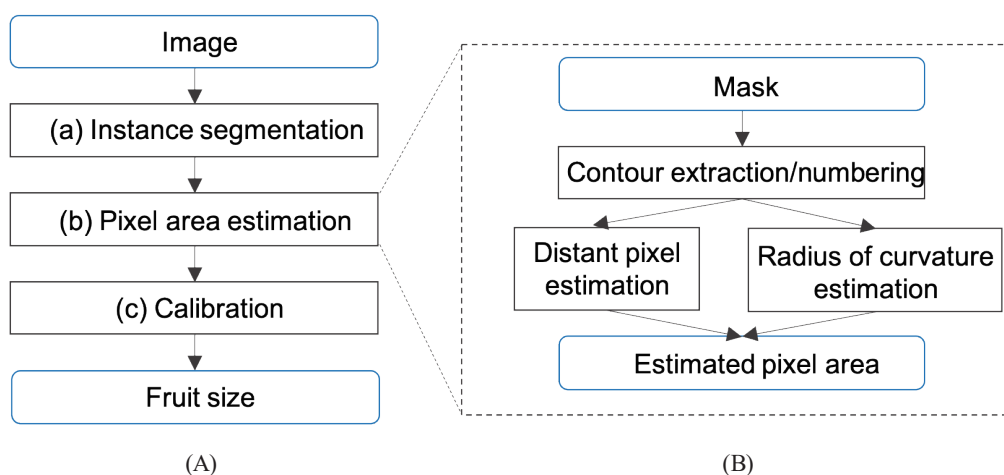 Image
(a) Instance segmentation
(b) Pixel area estimation
(c) Calibration
Fruit size
(A)
Mask
Contour extraction/numbering
Distant pixel
estimation
Radius of curvature
estimation
Estimated pixel area
(B)